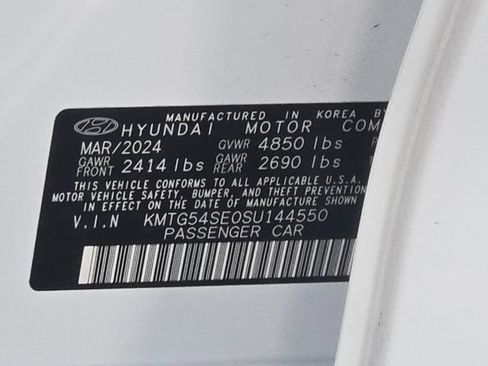 MANUFACTURED IN KOREA BY
HYUNDAI MOTOR COM
MAR/2024 GVWR 4850 lbs
GAWR FRONT 2414 lbs GAWR REAR 2690 lbs
THIS VEHICLE CONFORMS TO ALL APPLICABLE U.S.A.
MOTOR VEHICLE SAFETY, BUMPER, AND THEFT PREVENTION
IN EFFECT ON THE DATE OF MANUFACTURE SHOWN
V.I.N KMTG54SE0SU144550
PASSENGER CAR